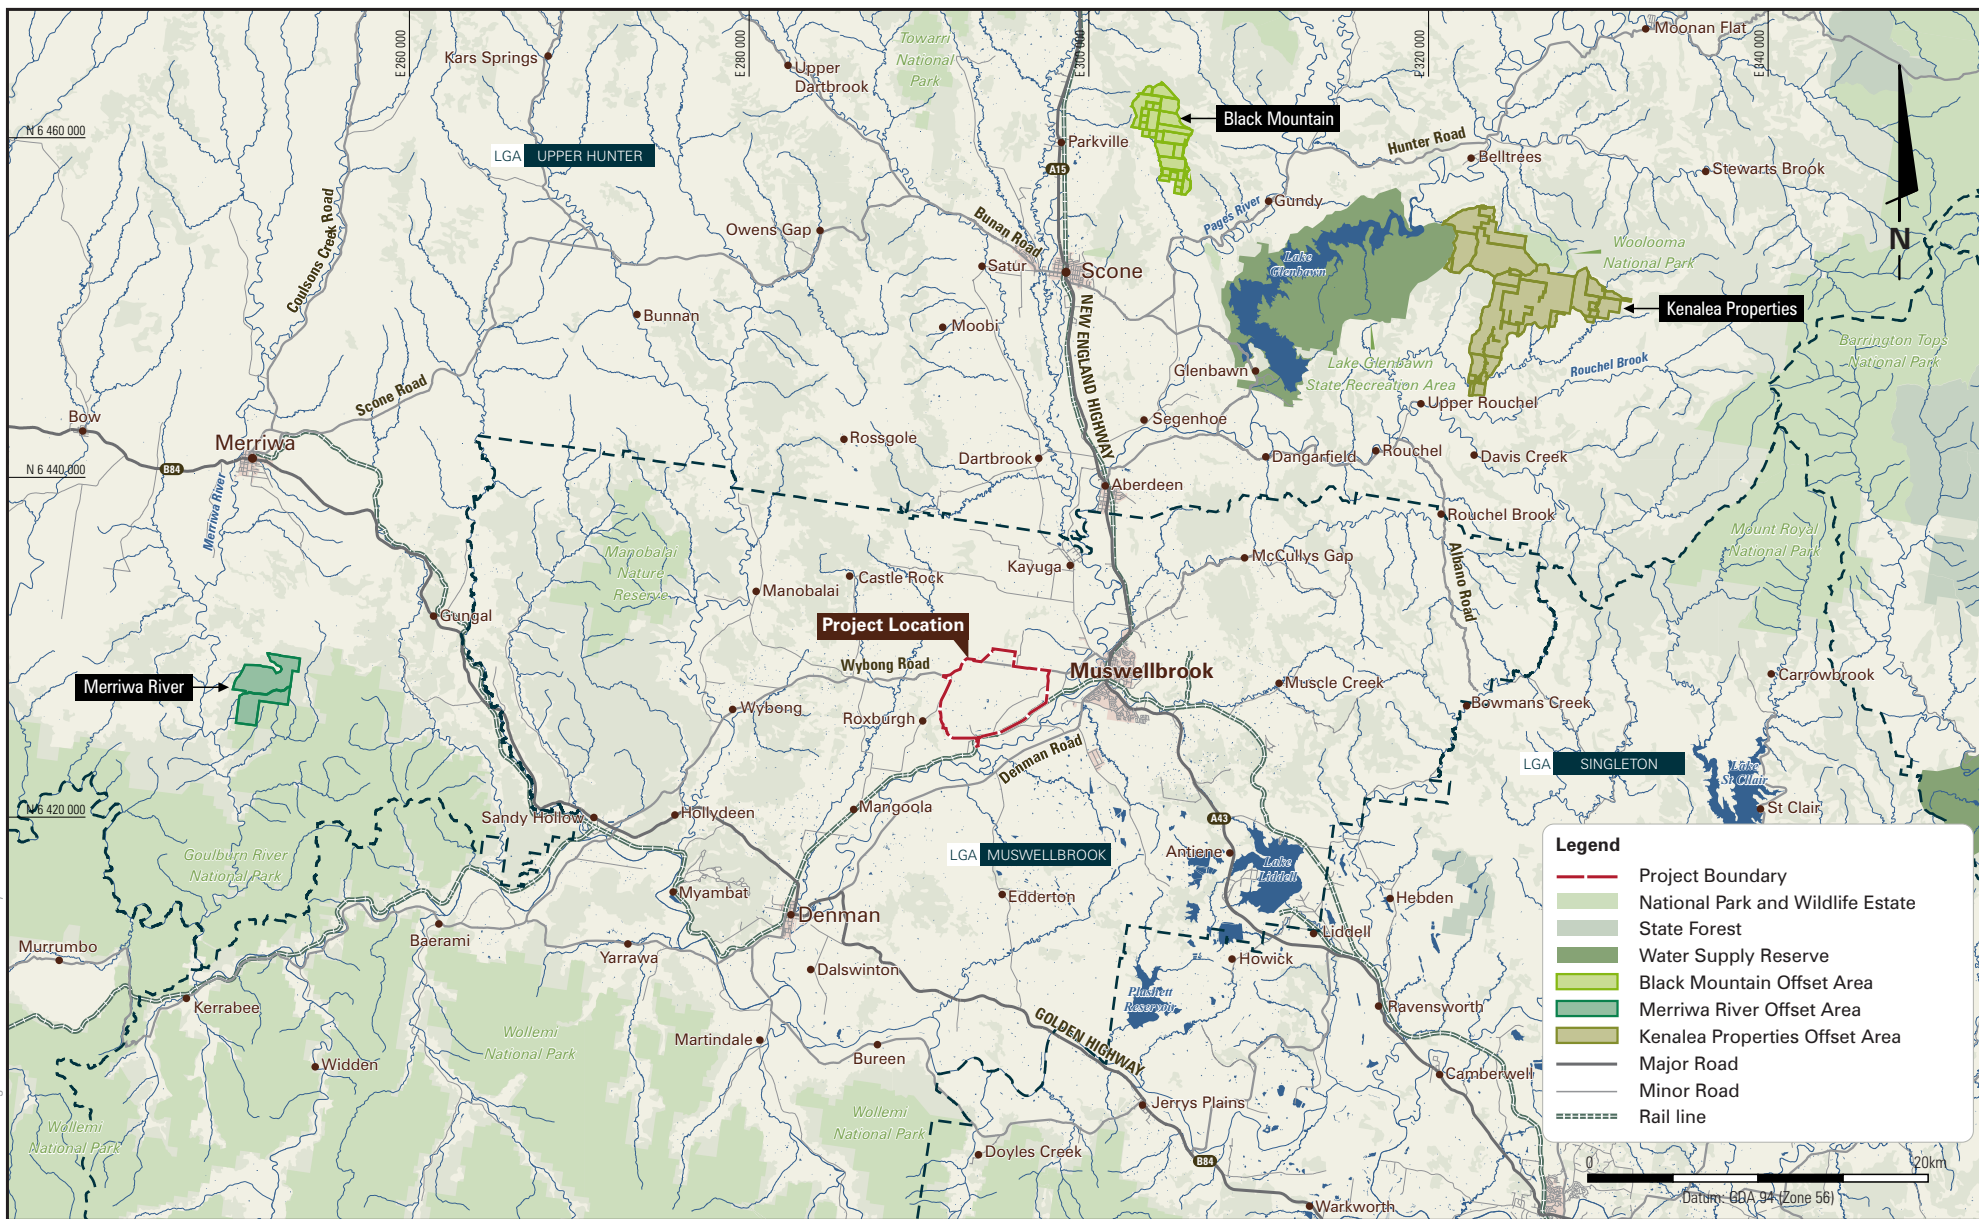 Moonan Flat
Kars Springs
E 260 000
E 280 000
E 300 000
E 320 000
E 340 000
Towarri
National
Park
Upper
Dartbrook
Black Mountain
N 6 460 000
Parkville
A15
Hunter Road
Belltrees
Stewarts Brook
LGA UPPER HUNTER
Coulsons Creek Road
Owens Gap
Bunan Road
Pages River
Gundy
Woolooma
National Park
N
Satur
Scone
Lake
Glenbawn
Kenalea Properties
Bunnan
Moobi
NEW ENGLAND HIGHWAY
Barrington Tops
National Park
Glenbawn
Lake Glenbawn
State Recreation Area
Rouchel Brook
Scone Road
Upper Rouchel
Bow
Merriwa
Segenhoe
Rossgole
Dartbrook
Dangarfield
Rouchel
Davis Creek
B84
N 6 440 000
Aberdeen
Merriwa River
Rouchel Brook
Mount Royal
National Park
Manobalai
Nature
Reserve
McCullys Gap
Albano Road
Kayuga
Castle Rock
Manobalai
Gungal
Project Location
Wybong Road
Muswellbrook
Merriwa River
Muscle Creek
Carrowbrook
Wybong
Roxburgh
Bowmans Creek
Denman Road
LGA SINGLETON
Lake
St Clair
N 6 420 000
Sandy Hollow
Hollydeen
Mangoola
A43
St Clair
Goulburn River
National Park
LGA MUSWELLBROOK
Antiene
Lake
Liddell
Myambat
Edderton
Hebden
Denman
Baerami
Murrumbo
Yarrawa
Liddell
Dalswinton
Howick
Plashett
Reservoir
Kerrabee
Ravensworth
Wollemi
National Park
GOLDEN HIGHWAY
Martindale
Bureen
Widden
Camberwell
Wollemi
National Park
Jerrys Plains
Wollemi
National Park
Doyles Creek
B84
Warkworth
Legend
Project Boundary
National Park and Wildlife Estate
State Forest
Water Supply Reserve
Black Mountain Offset Area
Merriwa River Offset Area
Kenalea Properties Offset Area
Major Road
Minor Road
Rail line
0 20km
Datum: GDA 94 (Zone 56)